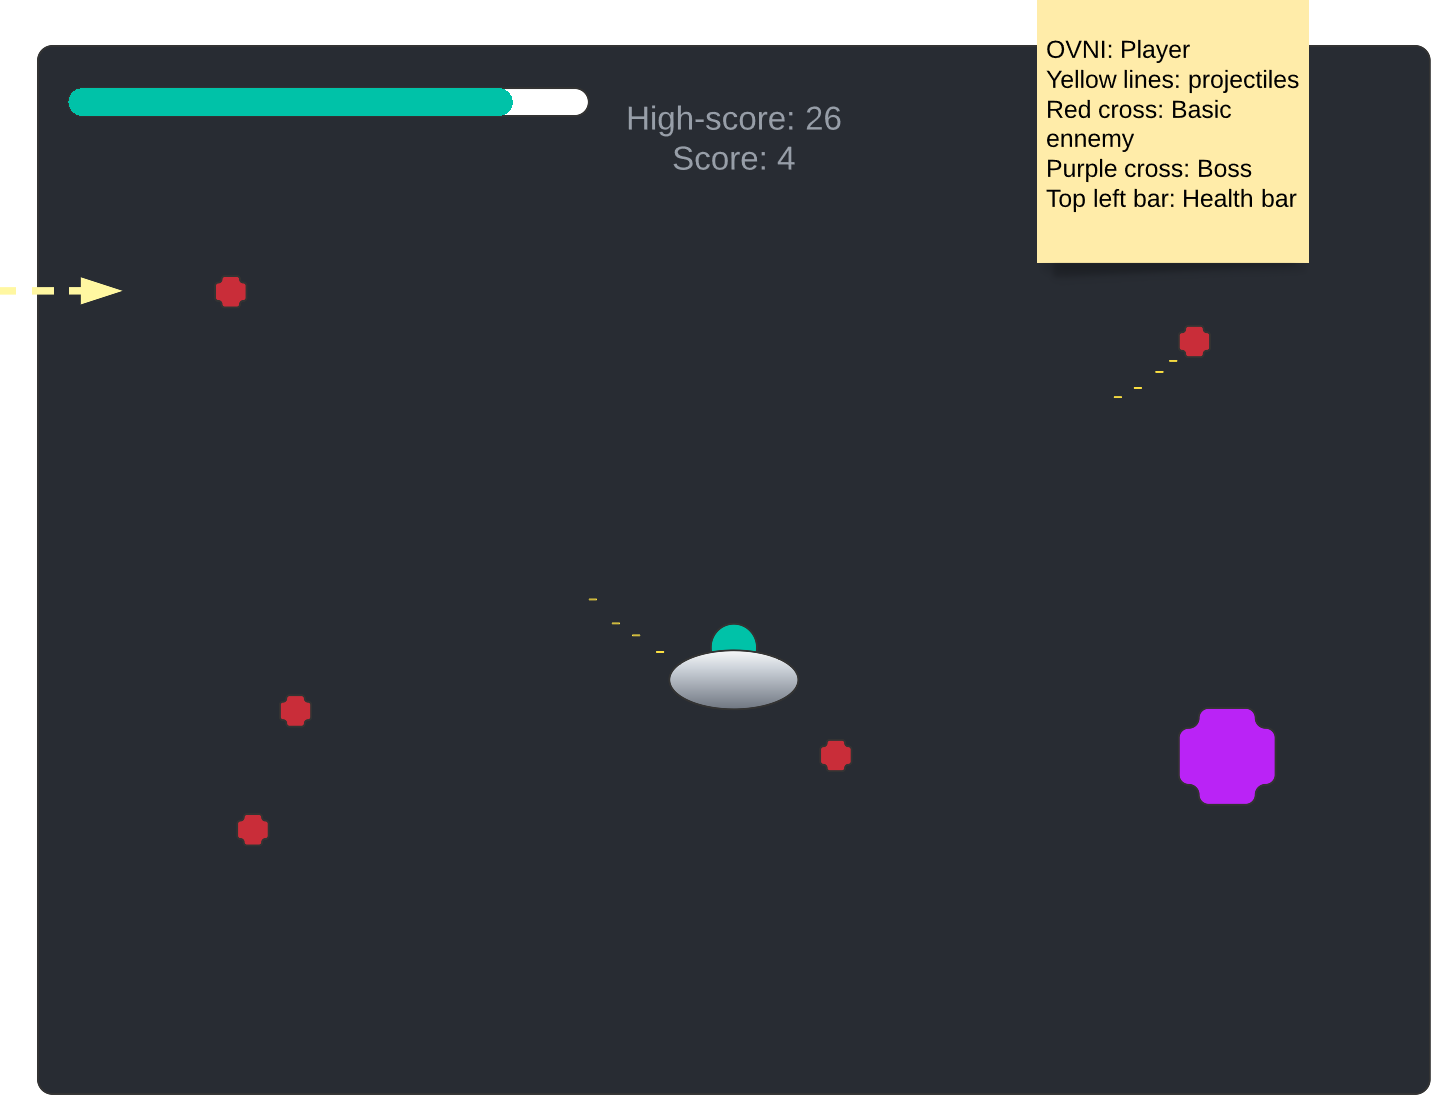 OVNI: Player
Yellow lines: projectiles
Red cross: Basic
ennemy
Purple cross: Boss
Top left bar: Health bar
High-score: 26
Score: 4